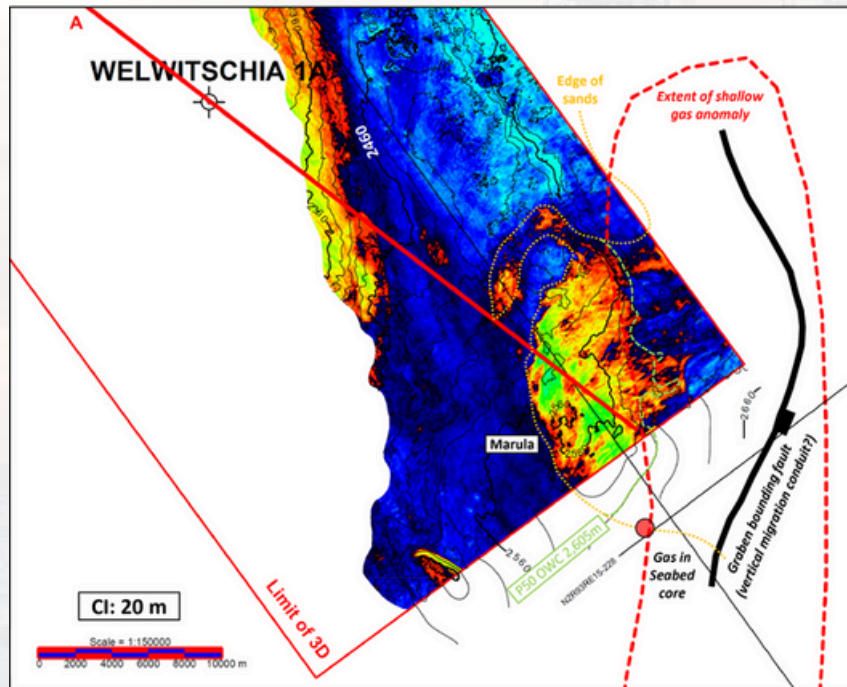 A
WELWITSCHIA 1A
Edge of
sands
Extent of shallow
gas anomaly
2460
Marula
2660
2560
P50 OWC 2,605m
NZR93RE15-228
Gas in
Seabed
core
Graben bounding fault
(vertical migration conduit?)
Limit of 3D
CI: 20 m
Scale = 1:150000
0 2000 4000 6000 8000 10000 m